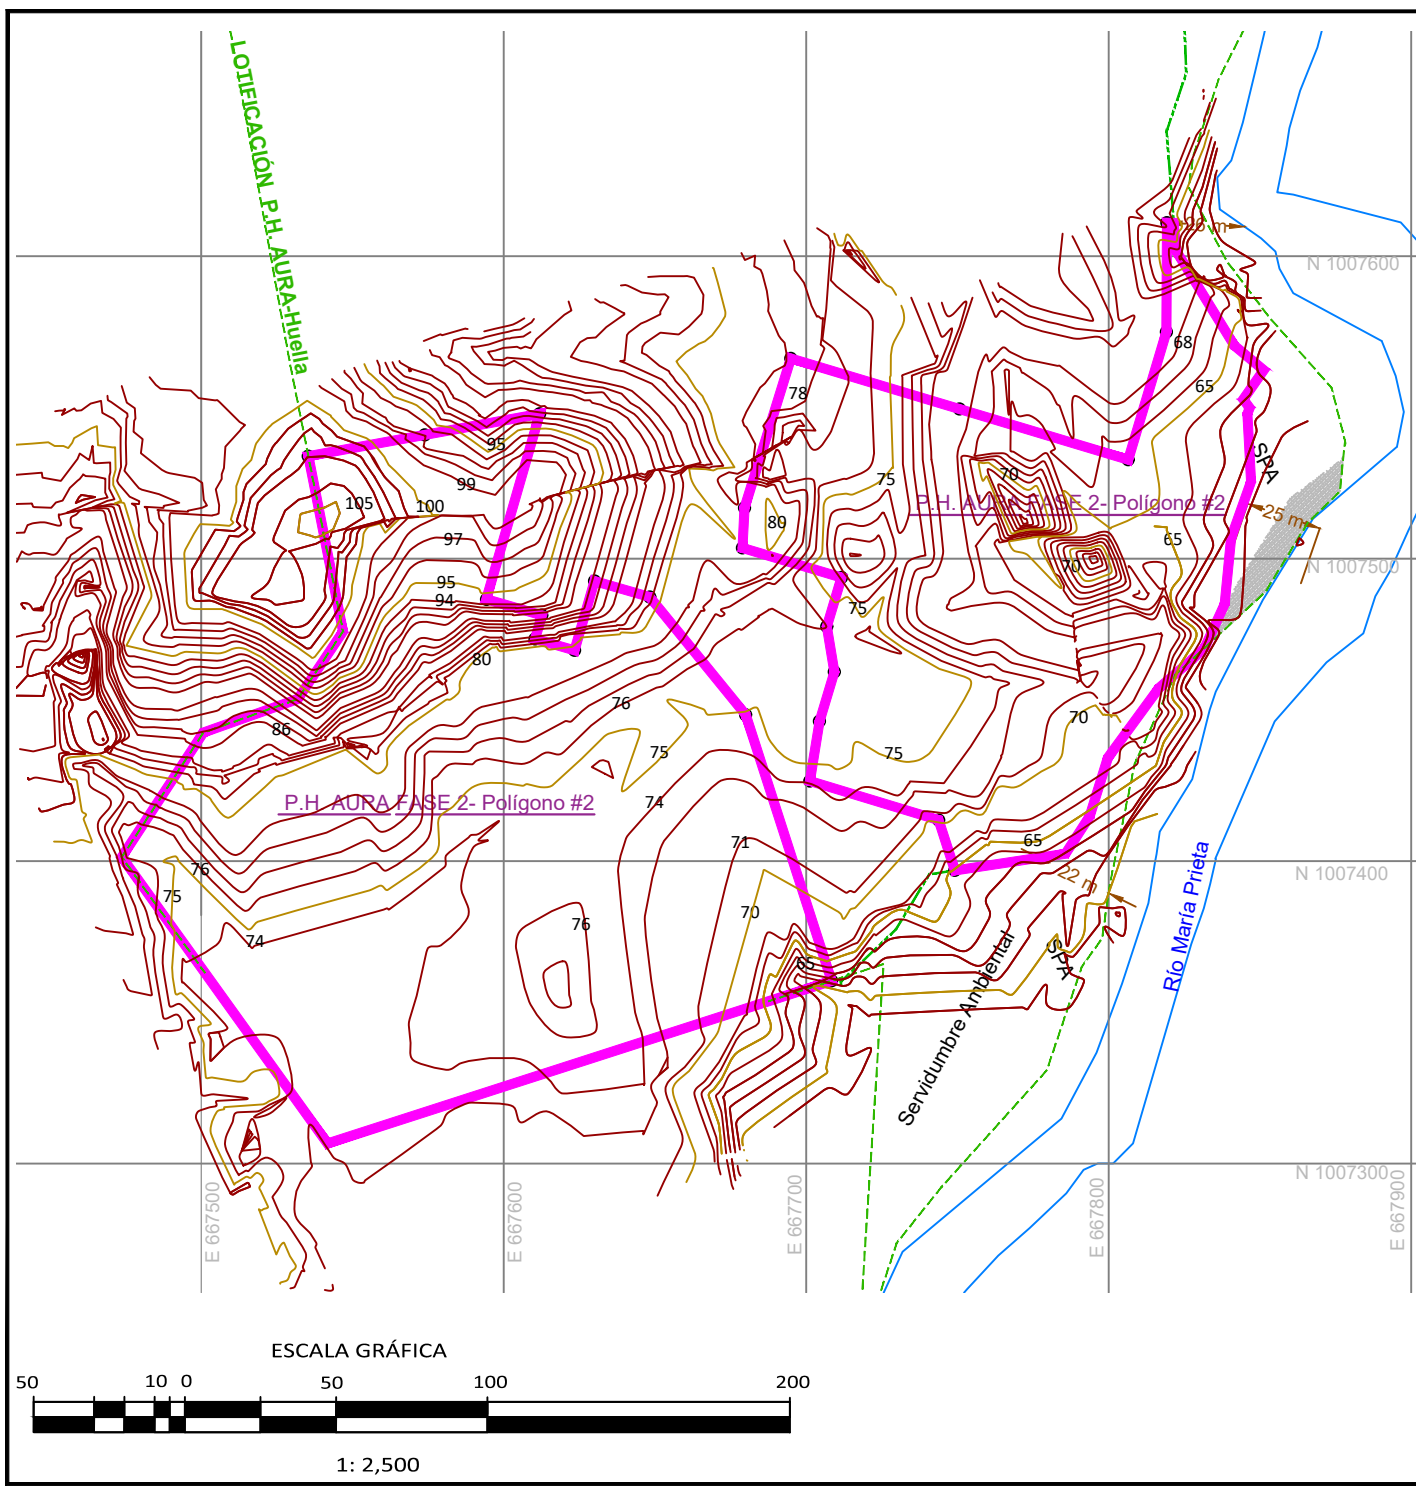 LOTIFICACIÓN P.H. AURA-Huella
26 m
N 1007600
68
65
78
95
99
105
100
97
95
94
80
75
70
P.H. AURA FASE 2- Polígono #2
SPA
25 m
65
N 1007500
70
80
75
76
86
75
75
70
P.H. AURA FASE 2- Polígono #2
74
71
65
76
75
74
76
70
65
22 m
N 1007400
SPA
Servidumbre Ambiental
Río María Prieta
N 10073000
E 667500
E 667600
E 667700
E 667800
E 667900
ESCALA GRÁFICA
50 10 0 50 100 200
1: 2,500